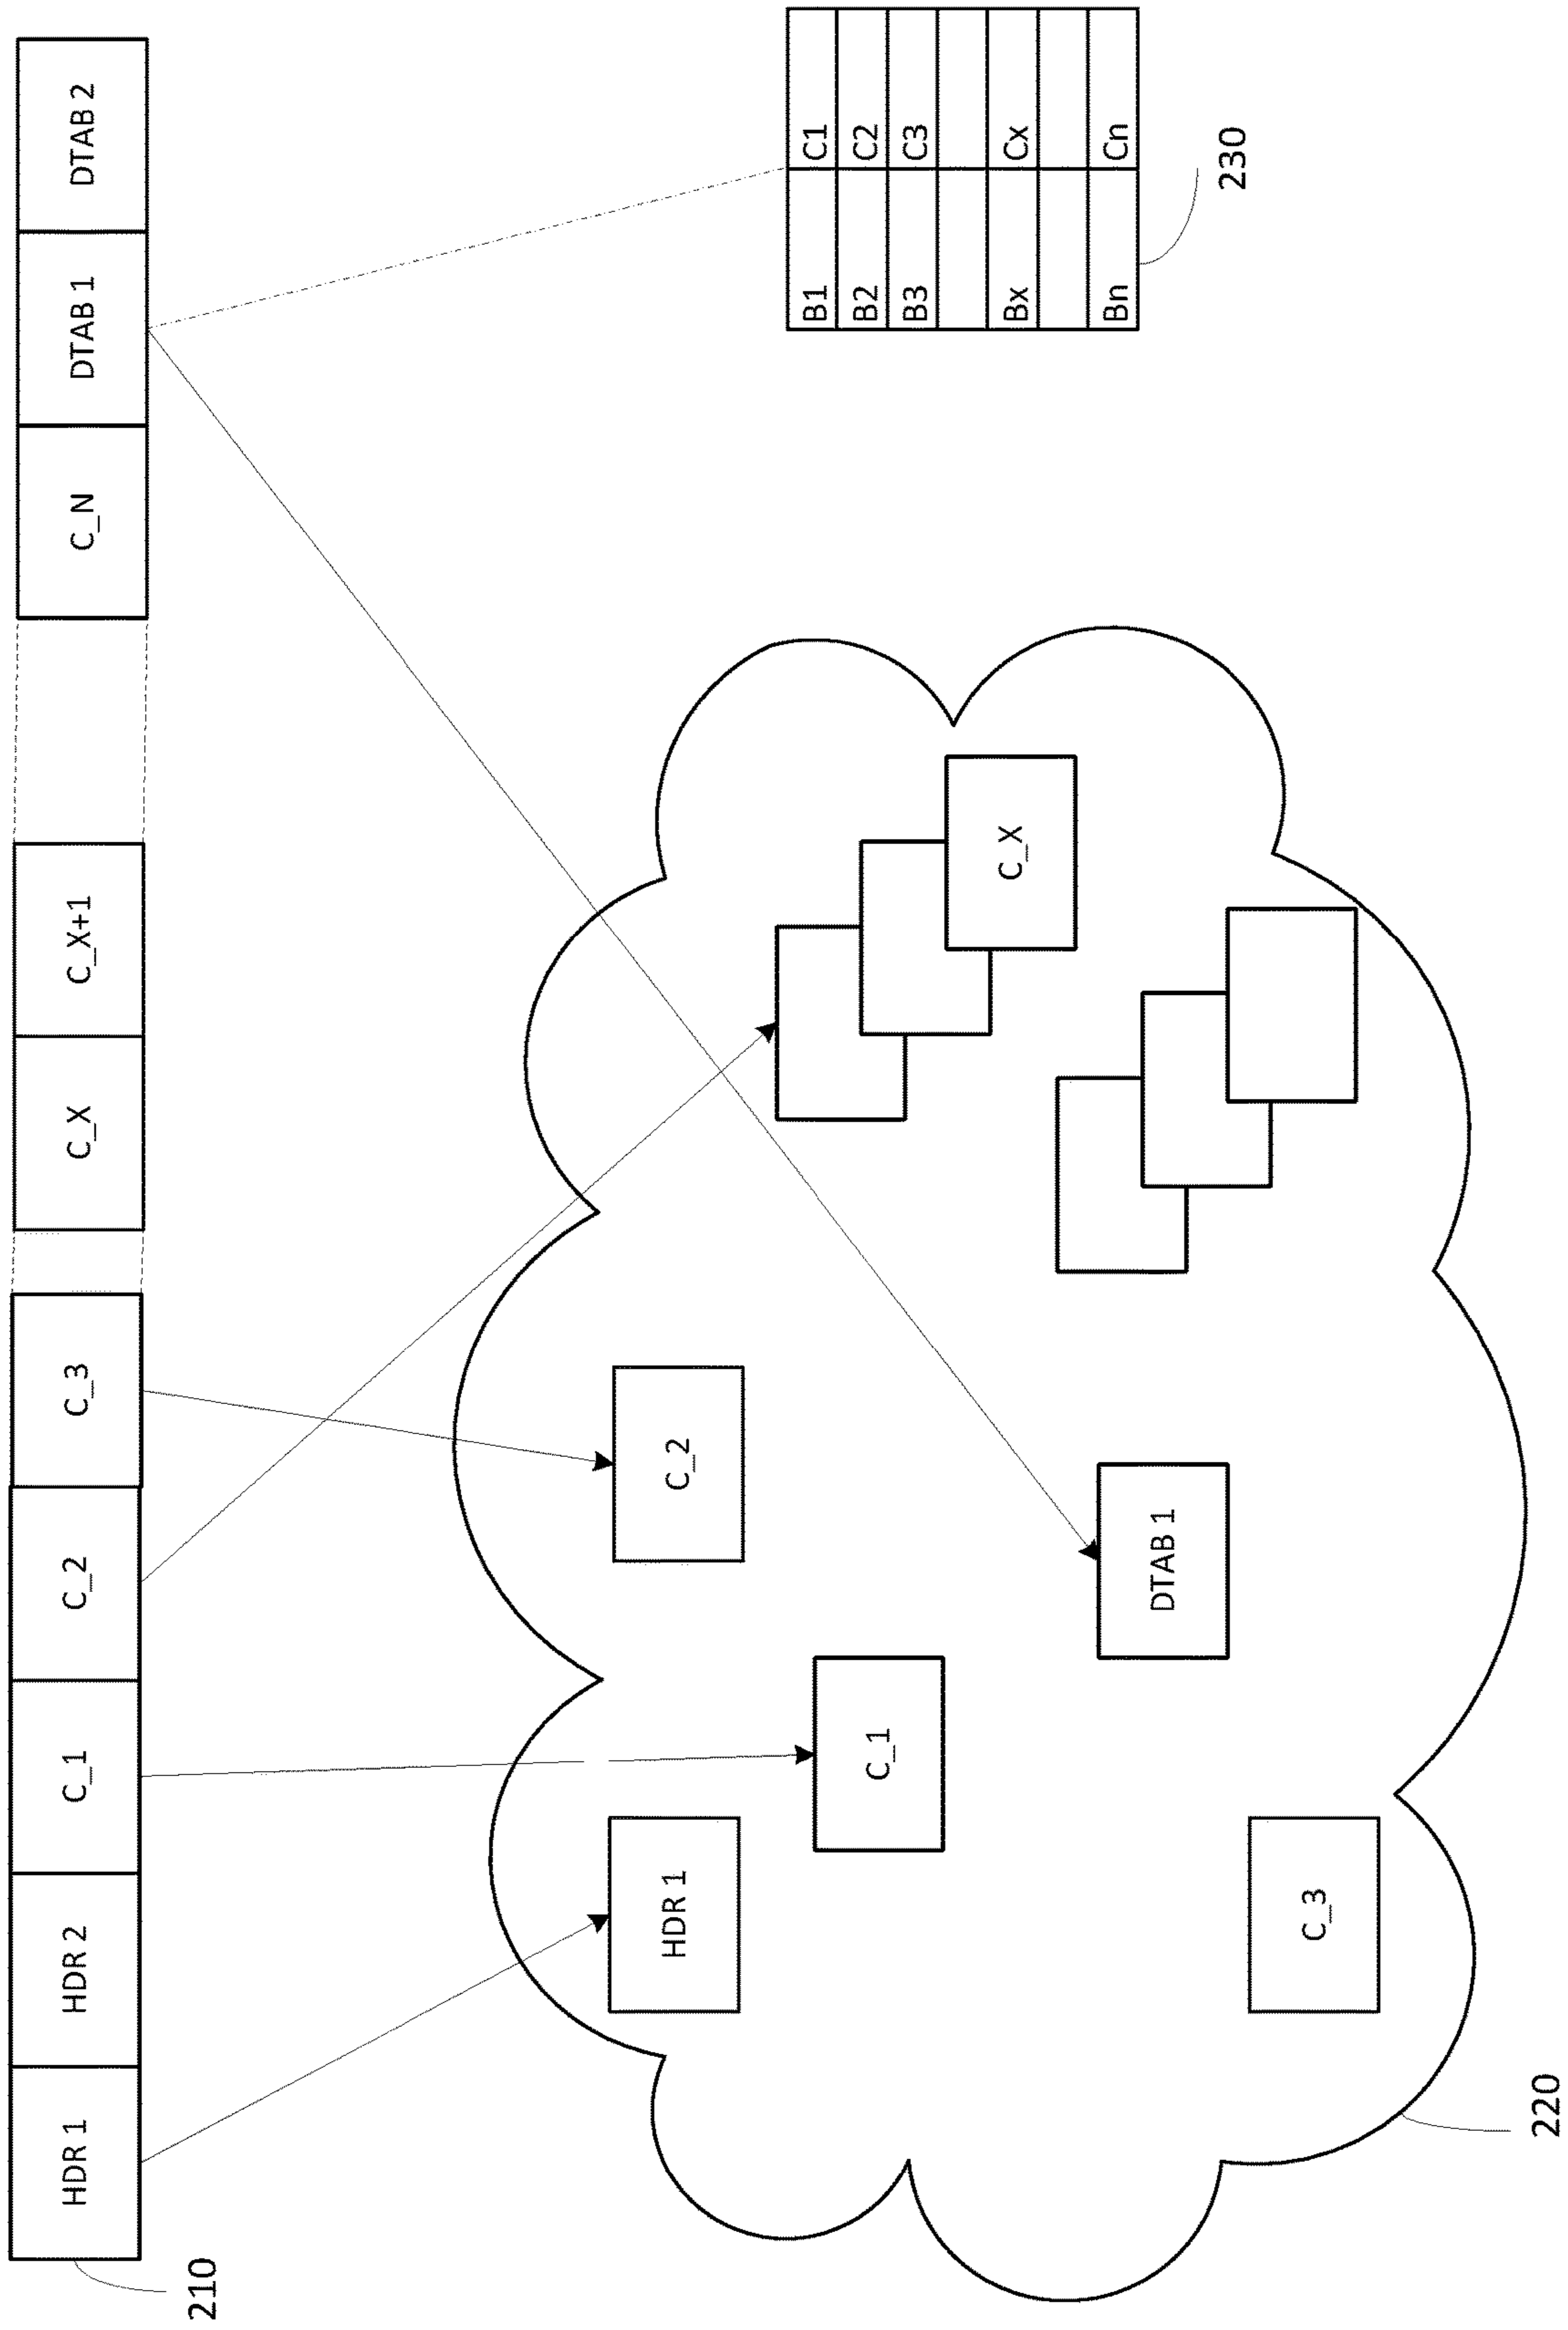 HDR 1
HDR 2
C_1
C_2
C_3
C_X
C_X+1
C_N
DTAB 1
DTAB 2
210
HDR 1
C_1
C_2
C_X
DTAB 1
C_3
220
B1 C1
B2 C2
B3 C3
Bx Cx
Bn Cn
230